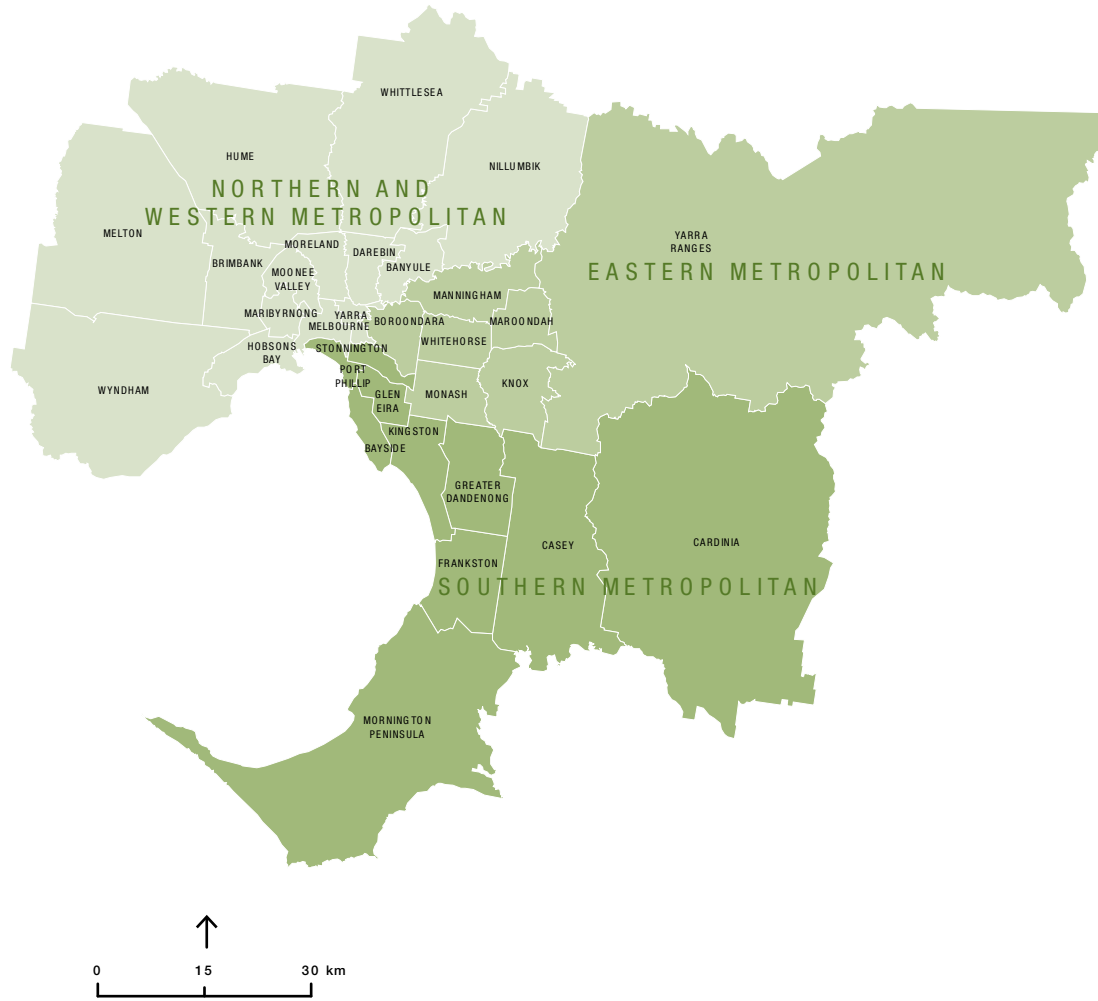 WHITTLESEA
HUME
NILLUMBIK
NORTHERN AND
WESTERN METROPOLITAN
MELTON
MORELAND
DAREBIN
BRIMBANK
BANYULE
MOONEE
VALLEY
YARRA
RANGES
EASTERN METROPOLITAN
MANNINGHAM
MARIBYRNONG
YARRA
MELBOURNE
BOROONDARA
MAROONDAH
WHITEHORSE
HOBSONS
BAY
STONNINGTON
PORT
PHILLIP
WYNDHAM
GLEN
EIRA
MONASH
KNOX
KINGSTON
BAYSIDE
GREATER
DANDENONG
CASEY
CARDINIA
FRANKSTON
SOUTHERN METROPOLITAN
MORNINGTON
PENINSULA
0 15 30 km